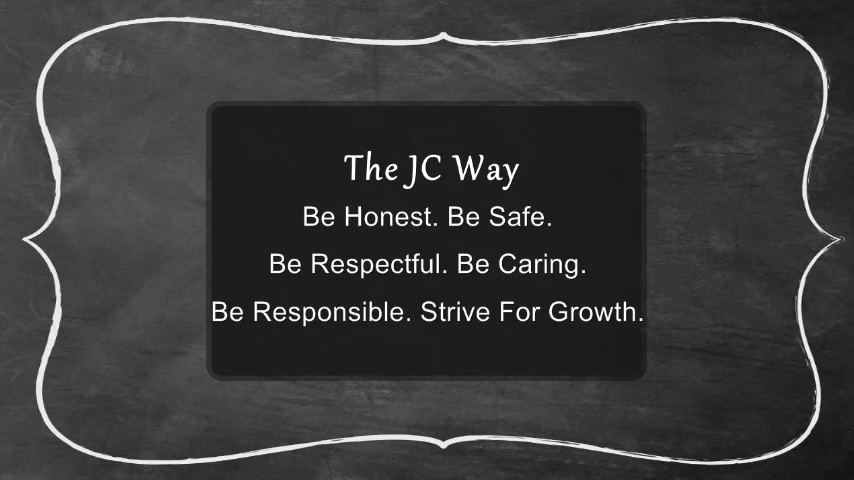 The JC Way
Be Honest. Be Safe.
Be Respectful. Be Caring.
Be Responsible. Strive For Growth.